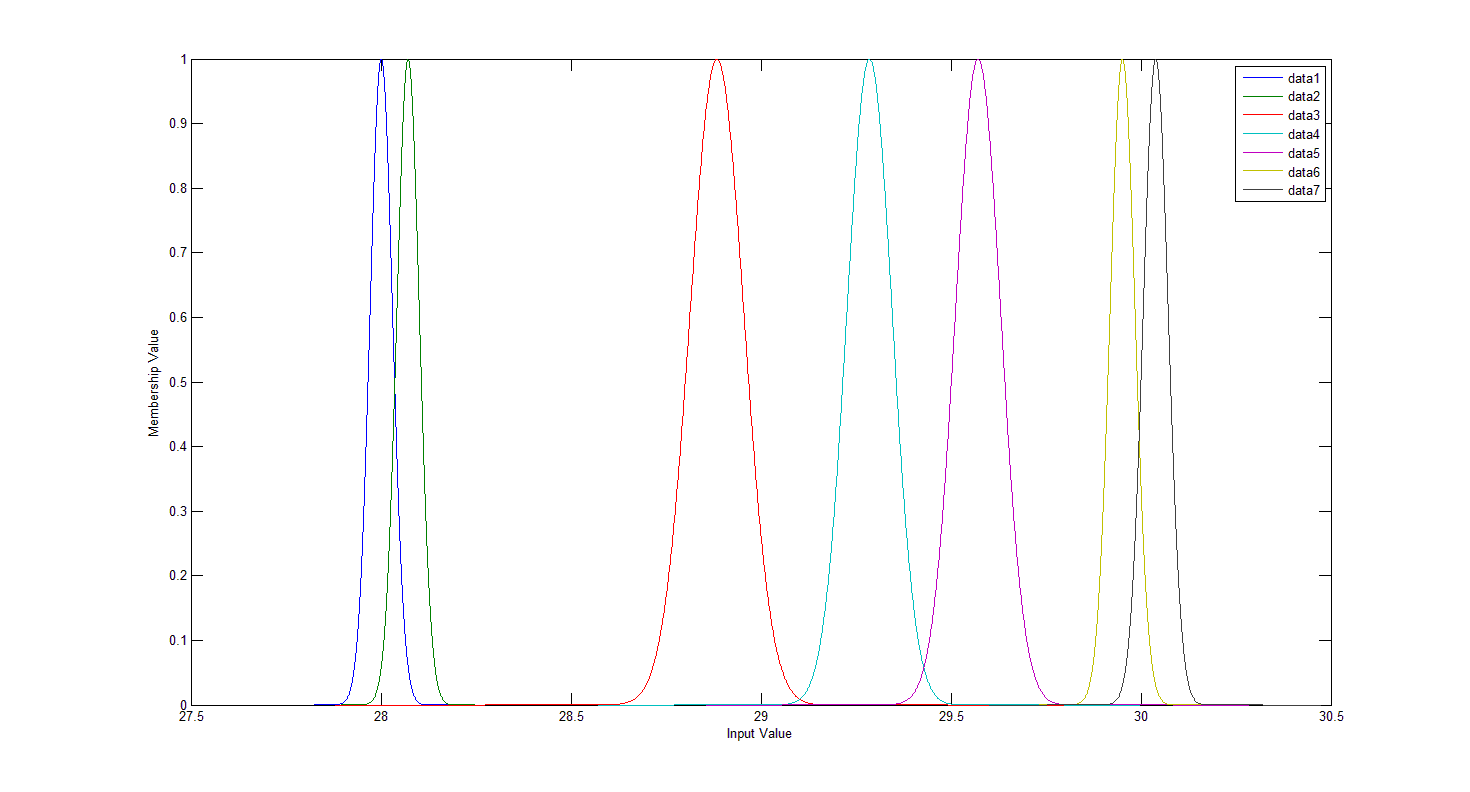 1
0.9
0.8
0.7
0.6
0.5
0.4
0.3
0.2
0.1
0
Membership Value
27.5 28 28.5 29 29.5 30 30.5
Input Value
data1
data2
data3
data4
data5
data6
data7